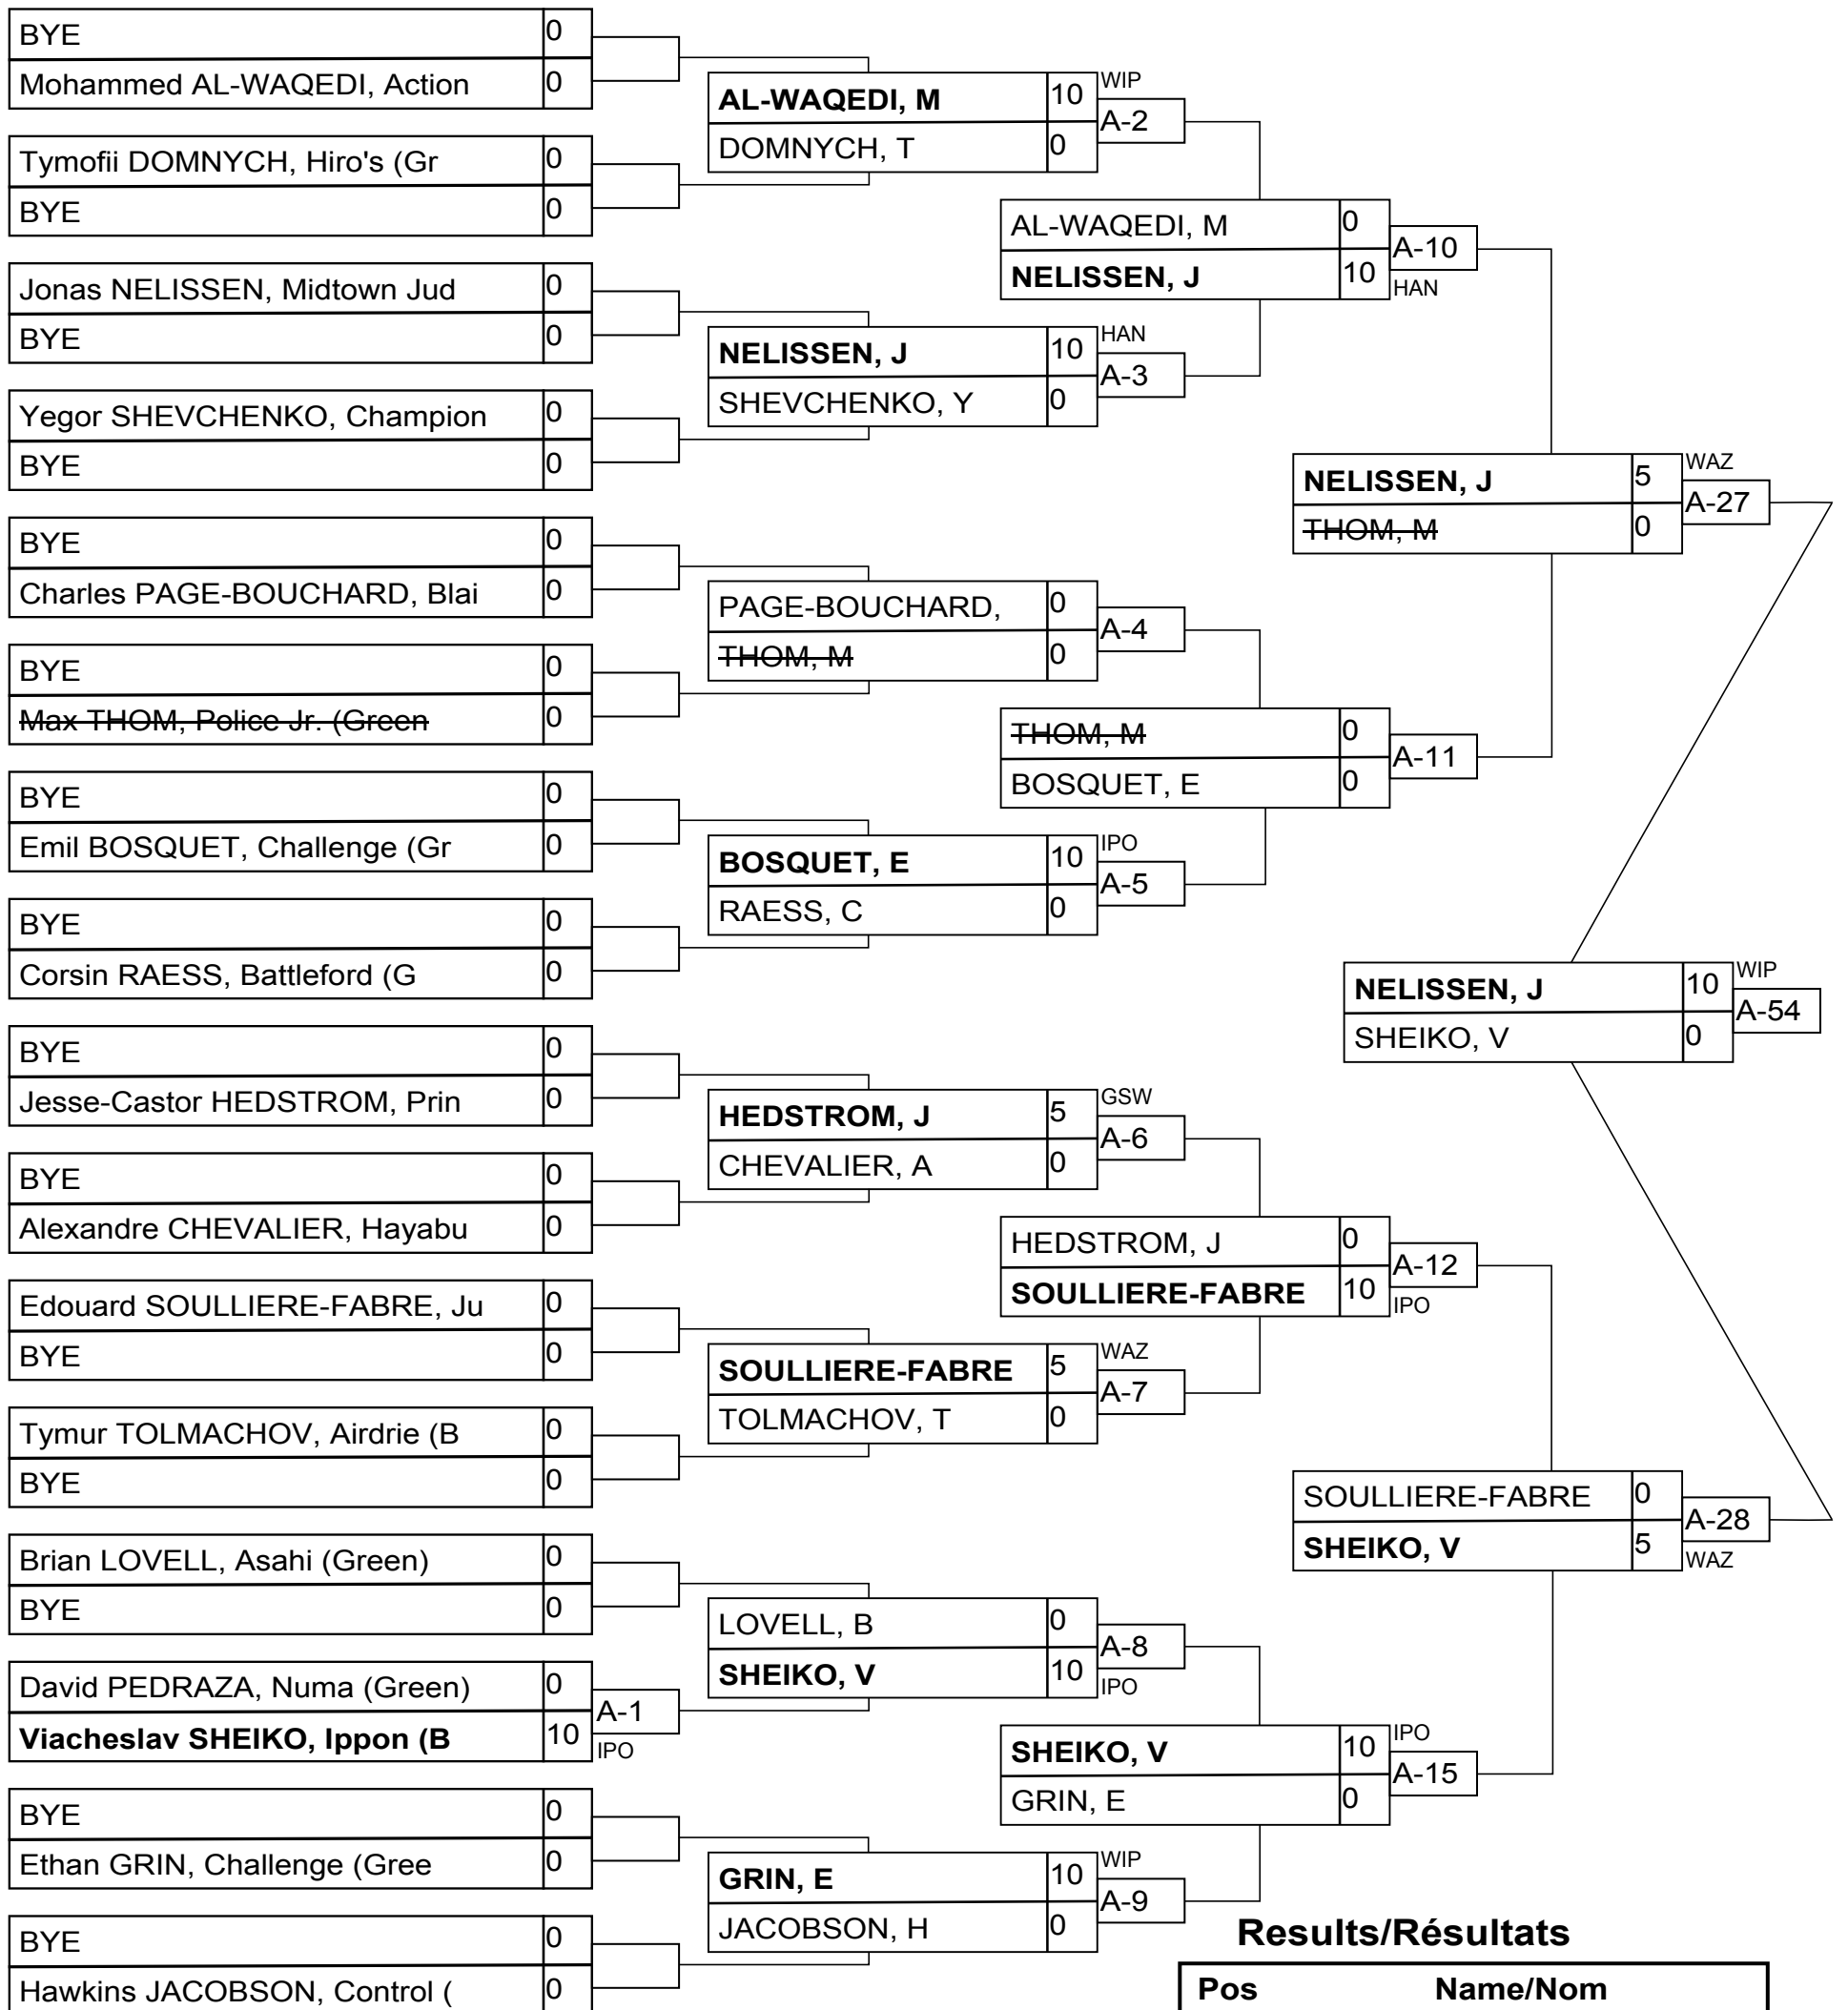 BYE 0
Mohammed AL-WAQEDI, Action 0
Tymofii DOMNYCH, Hiro's (Gr 0
BYE 0
Jonas NELISSEN, Midtown Jud 0
BYE 0
Yegor SHEVCHENKO, Champion 0
BYE 0
BYE 0
Charles PAGE-BOUCHARD, Blai 0
BYE 0
Max THOM, Police Jr. (Green 0
BYE 0
Emil BOSQUET, Challenge (Gr 0
BYE 0
Corsin RAESS, Battleford (G 0
BYE 0
Jesse-Castor HEDSTROM, Prin 0
BYE 0
Alexandre CHEVALIER, Hayabu 0
Edouard SOULLIERE-FABRE, Ju 0
BYE 0
Tymur TOLMACHOV, Airdrie (B 0
BYE 0
Brian LOVELL, Asahi (Green) 0
BYE 0
David PEDRAZA, Numa (Green) 0
A-1
Viacheslav SHEIKO, Ippon (B 10
IPO
BYE 0
Ethan GRIN, Challenge (Gree 0
BYE 0
Hawkins JACOBSON, Control ( 0
AL-WAQEDI, M 10 WIP
A-2
DOMNYCH, T 0
NELISSEN, J 10 HAN
A-3
SHEVCHENKO, Y 0
PAGE-BOUCHARD, 0
A-4
THOM, M 0
BOSQUET, E 10 IPO
A-5
RAESS, C 0
HEDSTROM, J 5 GSW
A-6
CHEVALIER, A 0
SOULLIERE-FABRE 5 WAZ
A-7
TOLMACHOV, T 0
LOVELL, B 0
A-8
SHEIKO, V 10 IPO
GRIN, E 10 WIP
A-9
JACOBSON, H 0
AL-WAQEDI, M 0
A-10
NELISSEN, J 10 HAN
THOM, M 0
A-11
BOSQUET, E 0
HEDSTROM, J 0
A-12
SOULLIERE-FABRE 10 IPO
SHEIKO, V 10 IPO
A-15
GRIN, E 0
NELISSEN, J 5 WAZ
A-27
THOM, M 0
SOULLIERE-FABRE 0
A-28
SHEIKO, V 5 WAZ
NELISSEN, J 10 WIP
A-54
SHEIKO, V 0
Results/Résultats
Pos Name/Nom